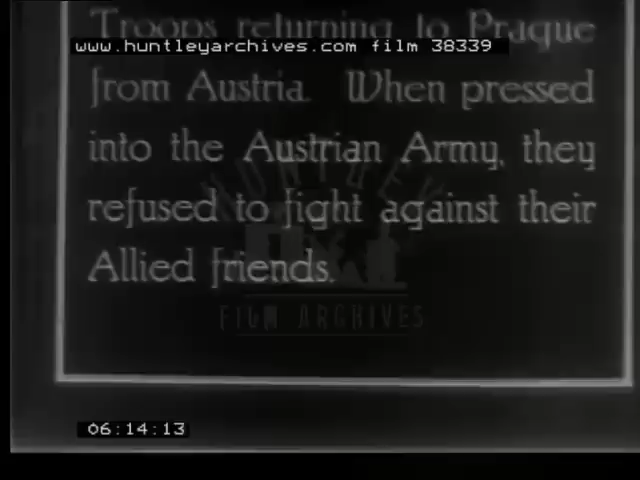 Troops returning to Prague
www.huntleyarchives.com film 38339
from Austria. When pressed
into the Austrian Army, they
refused to fight against their
Allied friends.
HUNTLEY
FILM ARCHIVES
06:14:13